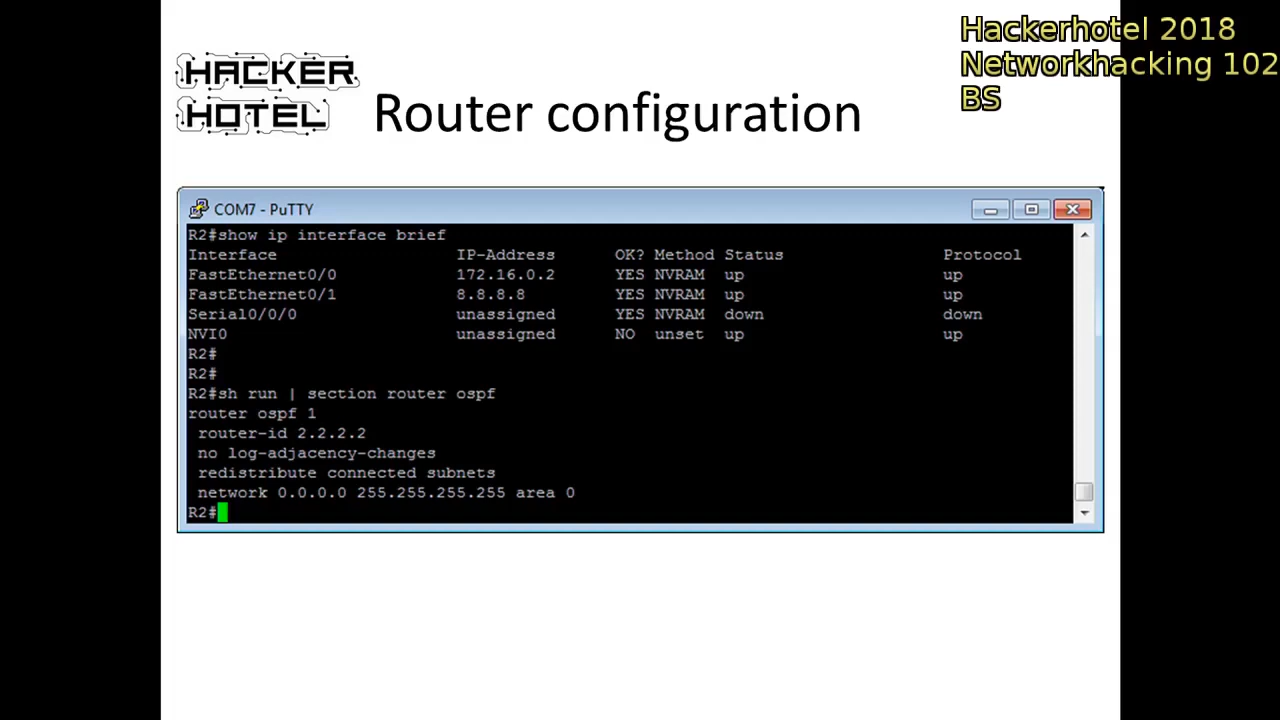 Hackerhotel 2018
Networkhacking 102
BS
HACKER
HOTEL
Router configuration
COM7 - PuTTY
R2#show ip interface brief
Interface IP-Address OK? Method Status Protocol
FastEthernet0/0 172.16.0.2 YES NVRAM up up
FastEthernet0/1 8.8.8.8 YES NVRAM up up
Serial0/0/0 unassigned YES NVRAM down down
NVI0 unassigned NO unset up up
R2#
R2#
R2#sh run | section router ospf
router ospf 1
router-id 2.2.2.2
no log-adjacency-changes
redistribute connected subnets
network 0.0.0.0 255.255.255.255 area 0
R2#